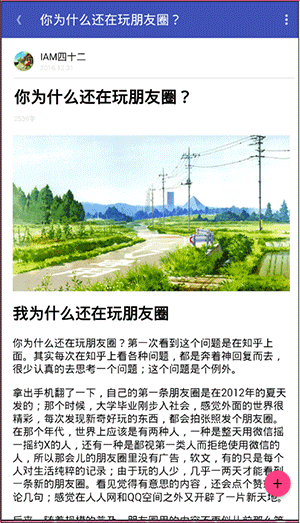 你为什么还在玩朋友圈？
IAM四十二
2016.12.31
你为什么还在玩朋友圈？
我为什么还在玩朋友圈
你为什么还在玩朋友圈？第一次看到这个问题是在知乎上
面。其实每次在知乎上看各种问题，都是奔着神回复而去，
很少认真的去思考一个问题；这个问题是个例外。
拿出手机翻了一下，自己的第一条朋友圈是在2012年的夏天
发的；那个时候，大学毕业刚步入社会，感觉外面的世界很
精彩，每次发现新奇好玩的东西，都会拍张照发个朋友圈。
在那个年代，世界上应该是有两种人，一种是整天用微信摇
一摇约X的人，还有一种是鄙视第一类人而拒绝使用微信的
人，所以那会儿的朋友圈里没有广告，软文，有的只是每个
人对生活纯粹的记录；由于玩的人少，几乎一两天才能看到
一条新的朋友圈。看见觉得有意思的内容，还会点个赞
论几句；感觉在人人网和QQ空间之外又开辟了一片新天地。